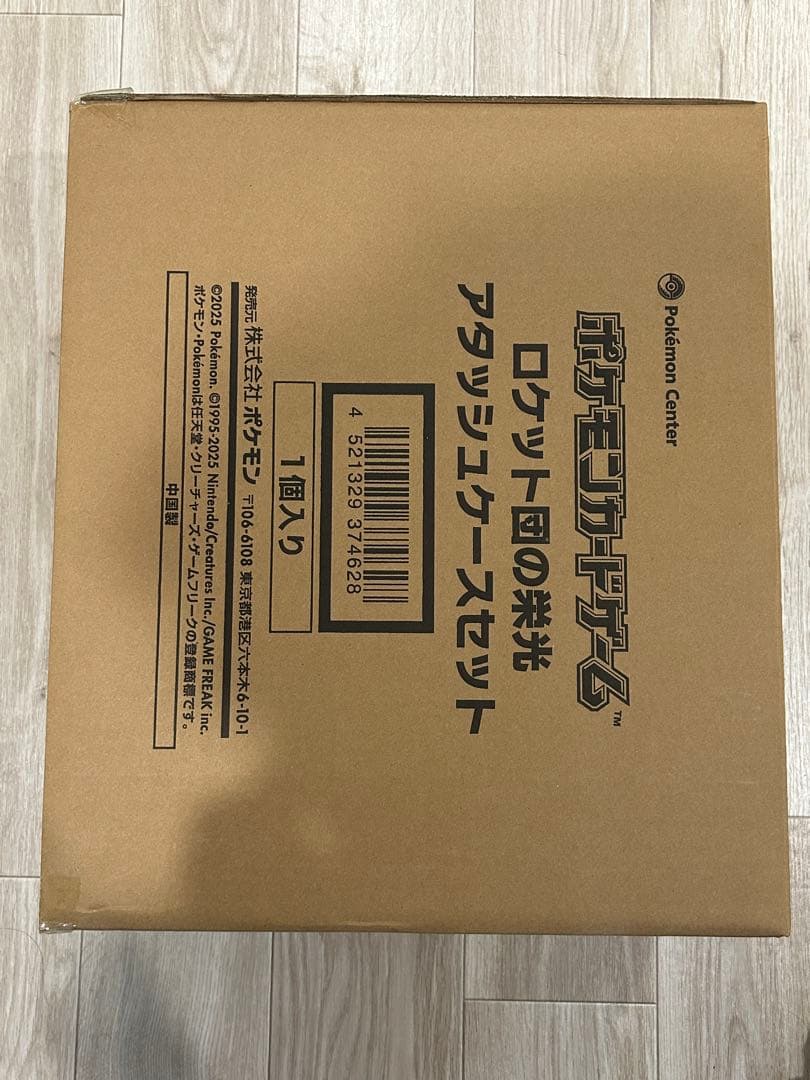 Pokémon Center
ポケモンカードゲーム™
ロケット団の栄光
アタッシュケースセット
4 521329 374628
1個入り
発売元 株式会社 ポケモン 〒106-6108 東京都港区六本木6-10-1
©2025 Pokémon. ©1995-2025 Nintendo/Creatures Inc./GAME FREAK inc.
ポケモン・Pokémonは任天堂・クリーチャーズ・ゲームフリークの登録商標です。
中国製